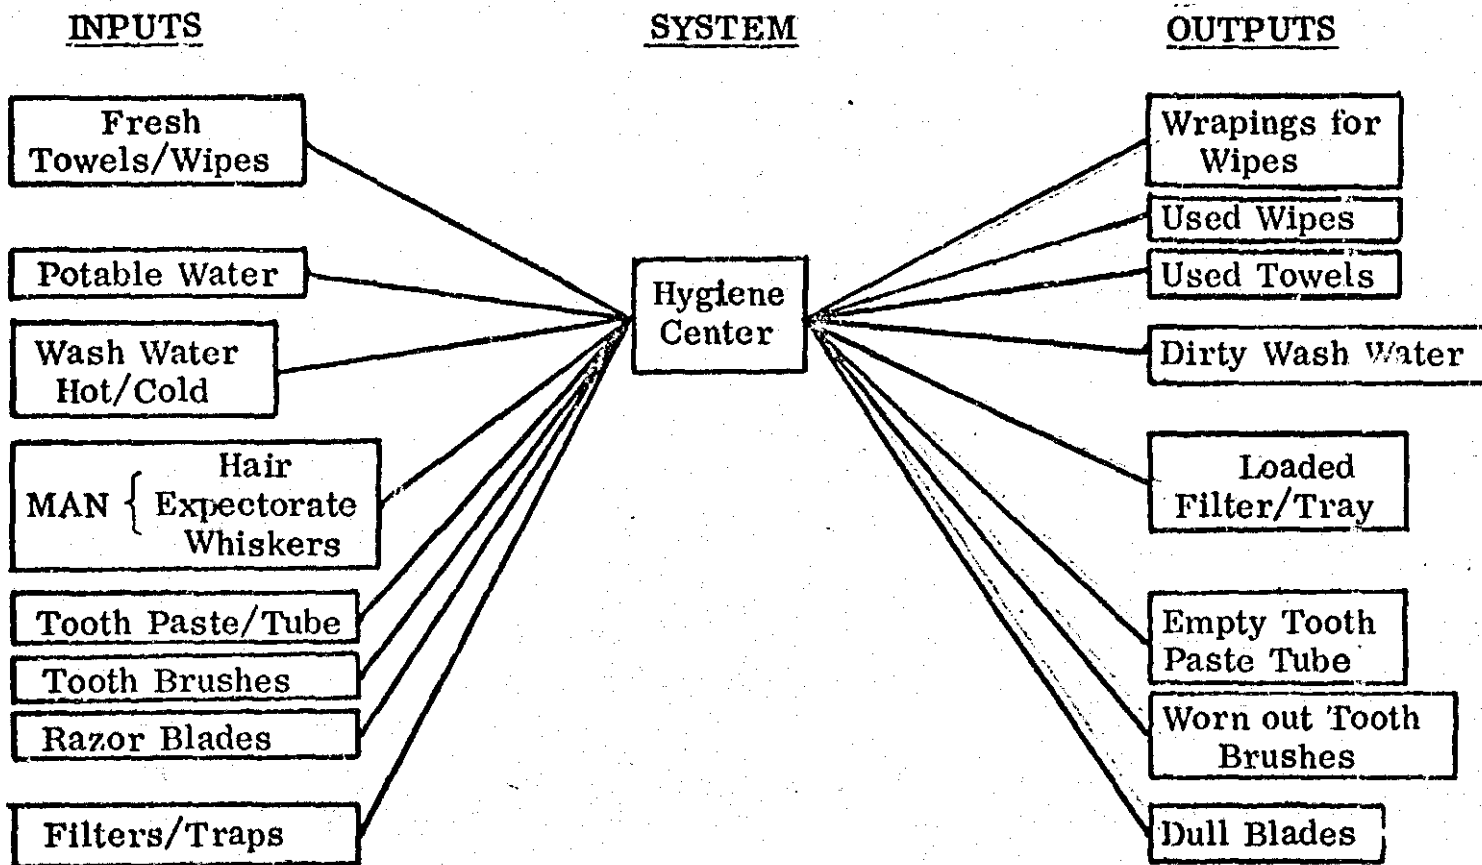 INPUTS
SYSTEM
OUTPUTS
Fresh
Towels/Wipes
Potable Water
Wash Water
Hot/Cold
MAN { Hair
Expectorate
Whiskers
Tooth Paste/Tube
Tooth Brushes
Razor Blades
Filters/Traps
Hygiene
Center
Wrapings for
Wipes
Used Wipes
Used Towels
Dirty Wash Water
Loaded
Filter/Tray
Empty Tooth
Paste Tube
Worn out Tooth
Brushes
Dull Blades